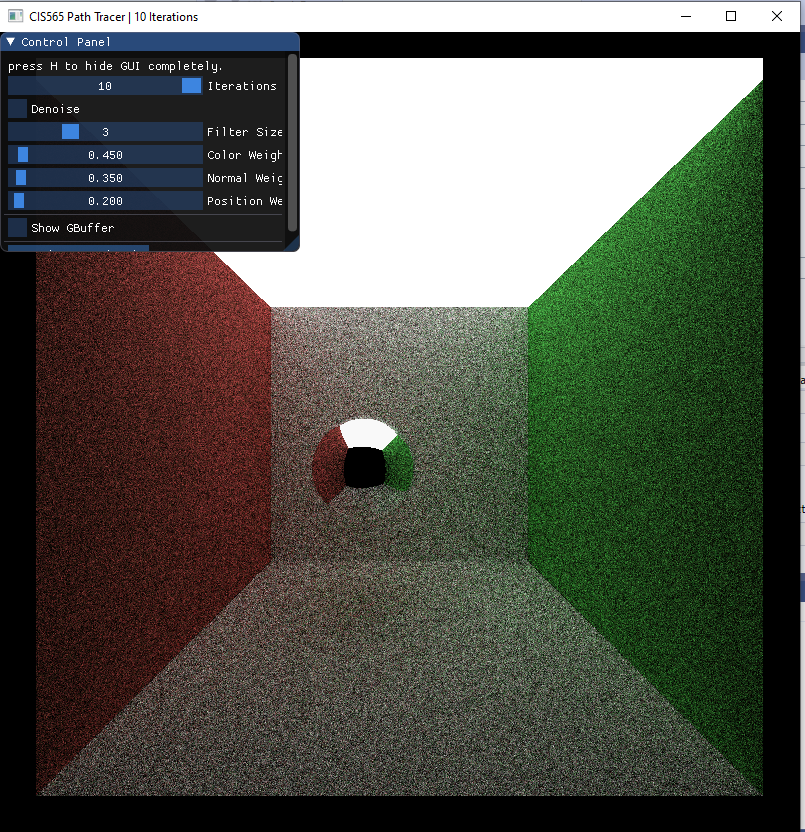 CIS565 Path Tracer | 10 Iterations
Control Panel
press H to hide GUI completely.
10 Iterations
Denoise
3 Filter Size
0.450 Color Weigh
0.350 Normal Weig
0.200 Position We
Show GBuffer